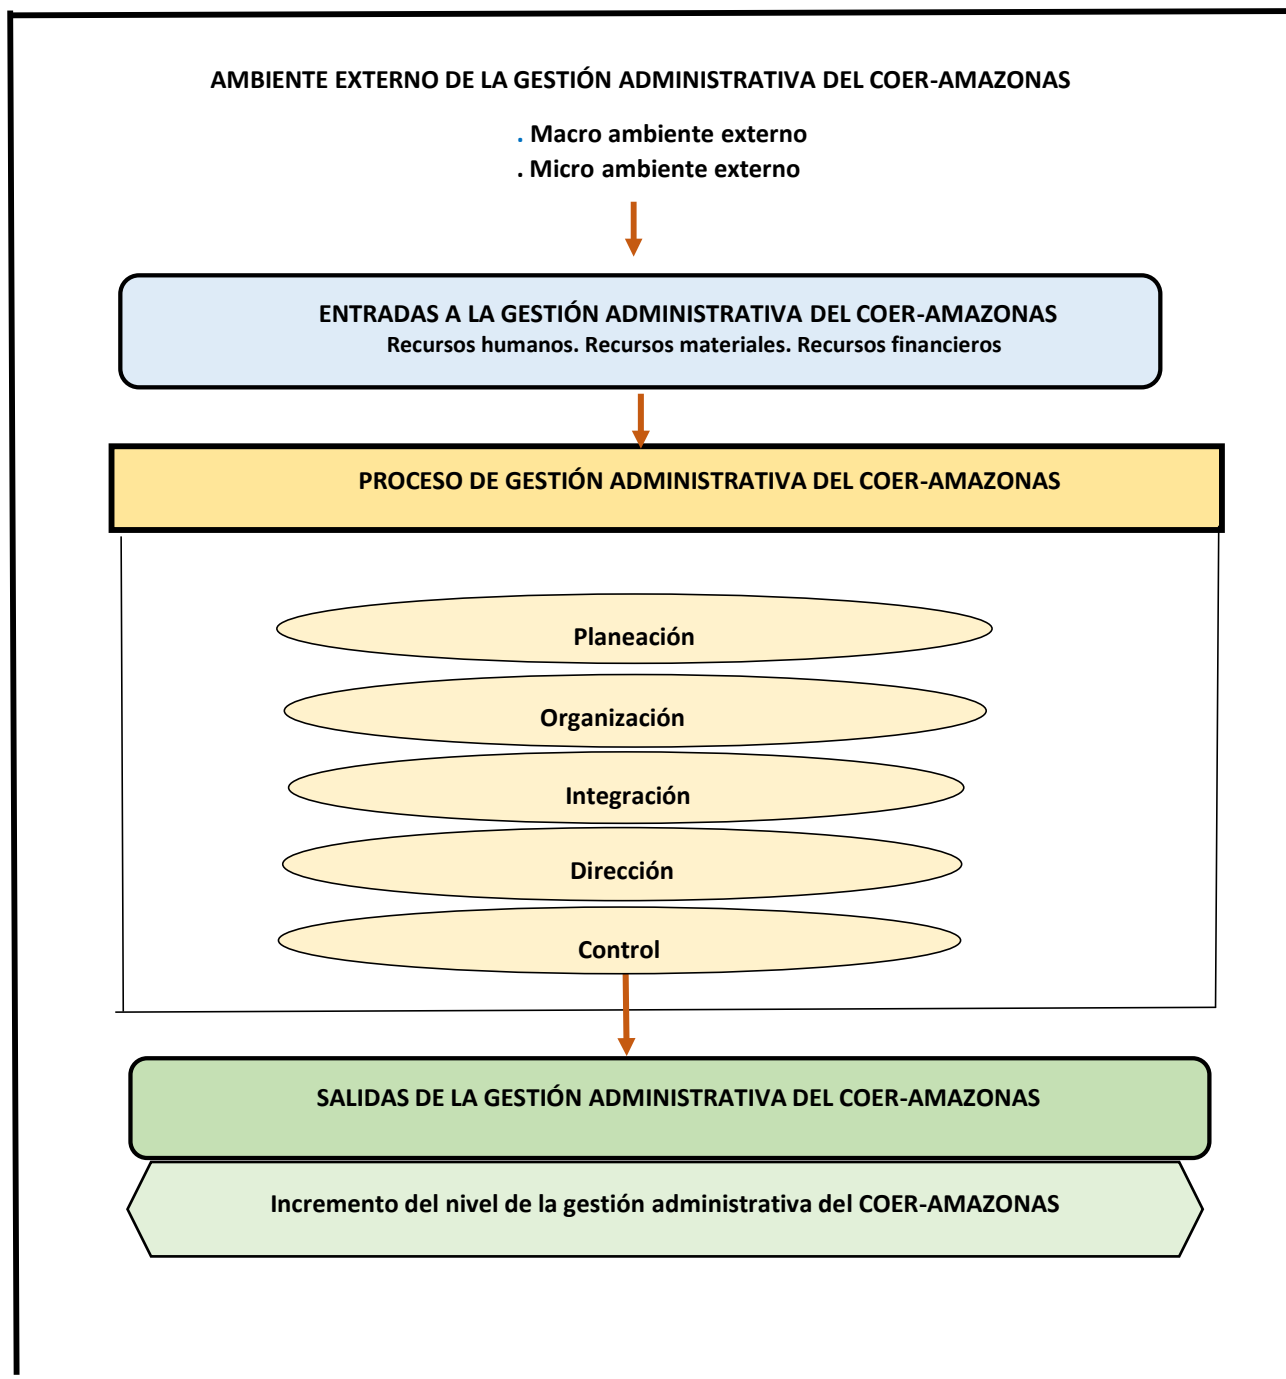 AMBIENTE EXTERNO DE LA GESTIÓN ADMINISTRATIVA DEL COER-AMAZONAS
. Macro ambiente externo
. Micro ambiente externo
ENTRADAS A LA GESTIÓN ADMINISTRATIVA DEL COER-AMAZONAS
Recursos humanos. Recursos materiales. Recursos financieros
PROCESO DE GESTIÓN ADMINISTRATIVA DEL COER-AMAZONAS
Planeación
Organización
Integración
Dirección
Control
SALIDAS DE LA GESTIÓN ADMINISTRATIVA DEL COER-AMAZONAS
Incremento del nivel de la gestión administrativa del COER-AMAZONAS